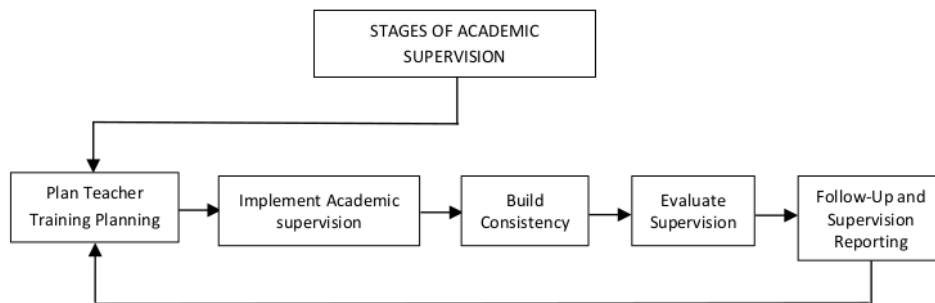 STAGES OF ACADEMIC
SUPERVISION
Plan Teacher
Training Planning
Implement Academic
supervision
Build
Consistency
Evaluate
Supervision
Follow-Up and
Supervision
Reporting